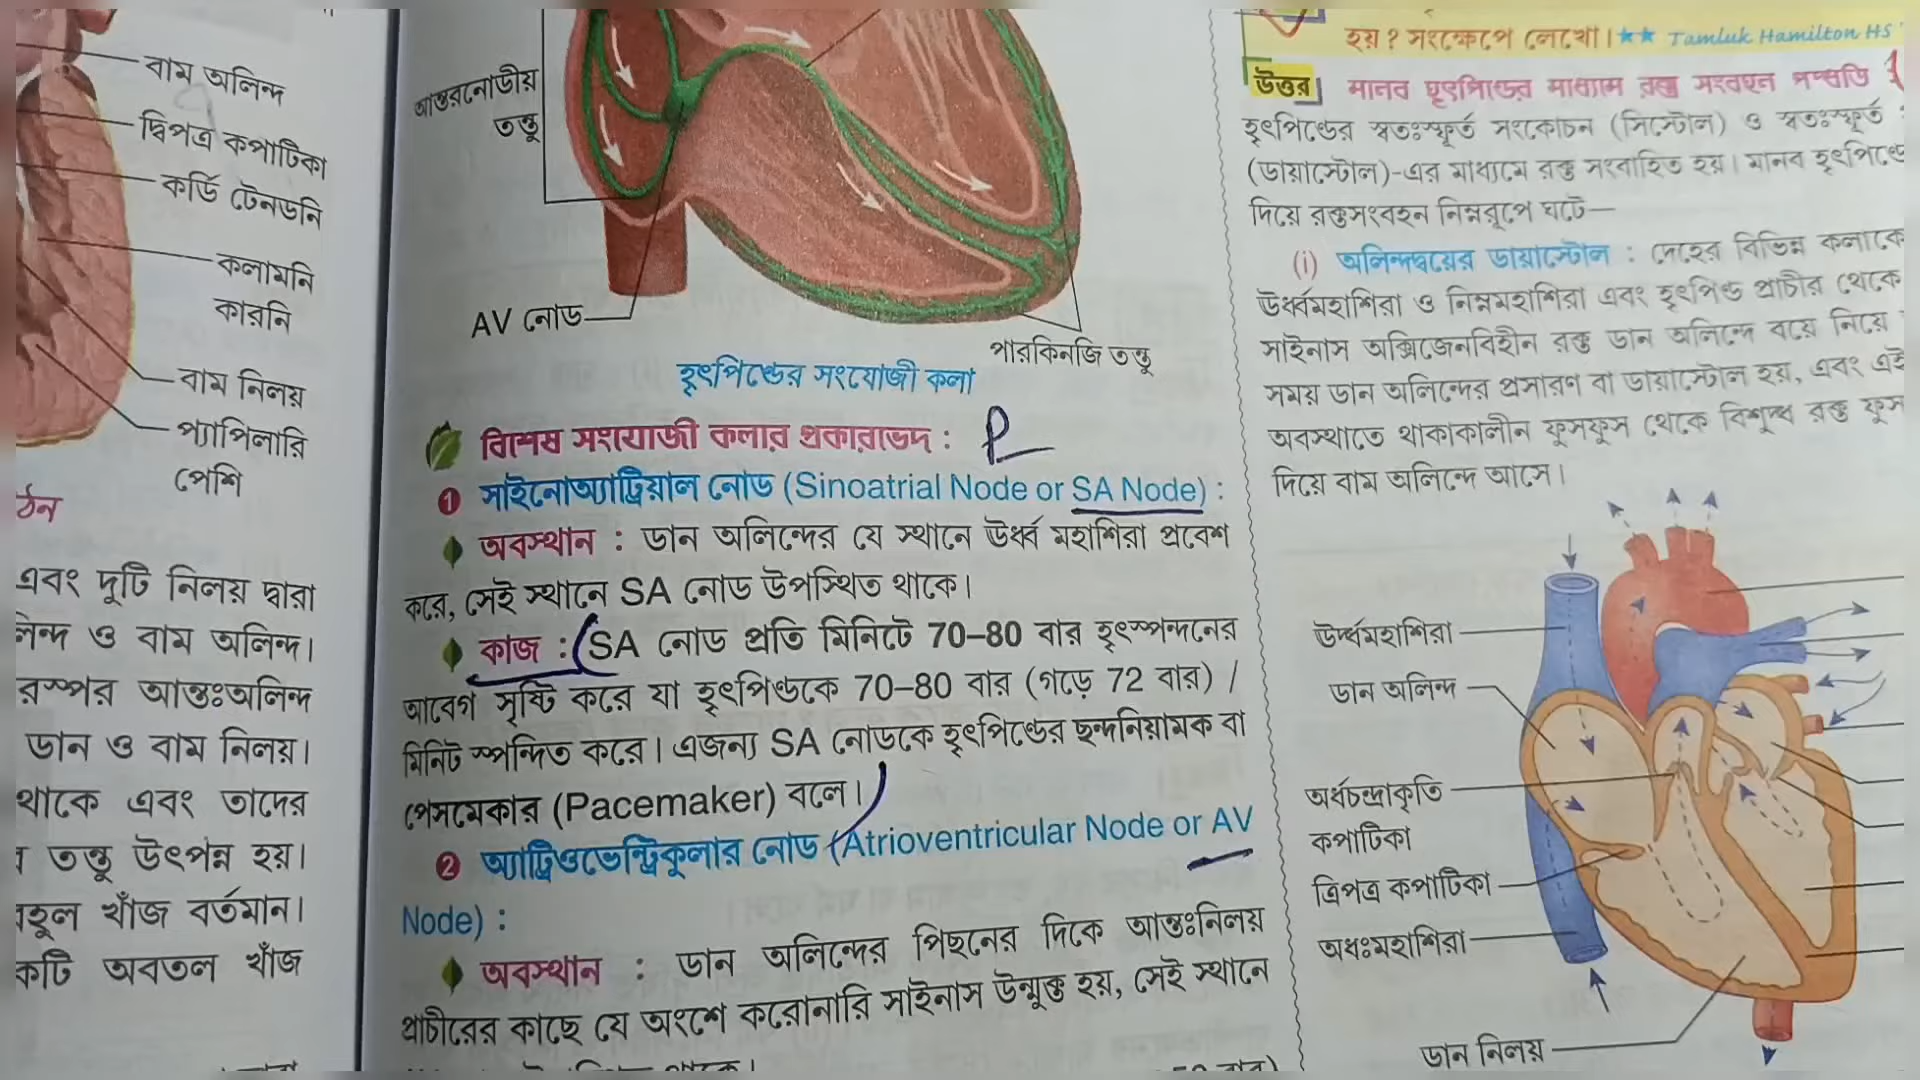 বাম অলিন্দ
দ্বিপত্র কপাটিকা
কর্ডি টেনডনি
কলামনি
কারনি
বাম নিলয়
প্যাপিলারি
পেশি
ঠন
এবং দুটি নিলয় দ্বারা
লিন্দ ও বাম অলিন্দ।
রস্পর আন্তঃঅলিন্দ
ডান ও বাম নিলয়।
থাকে এবং তাদের
তন্তু উৎপন্ন হয়।
বহুল খাঁজ বর্তমান।
কটি অবতল খাঁজ
আন্তরনোডীয়
তন্তু
AV নোড
পারকিনজি তন্তু
হৃৎপিণ্ডের সংযোজী কলা
বিশেষ সংযোজী কলার প্রকারভেদ :
1 সাইনোঅ্যাট্রিয়াল নোড (Sinoatrial Node or SA Node) :
অবস্থান : ডান অলিন্দের যে স্থানে ঊর্ধ্ব মহাশিরা প্রবেশ
করে, সেই স্থানে SA নোড উপস্থিত থাকে।
কাজ : SA নোড প্রতি মিনিটে 70–80 বার হৃৎস্পন্দনের
আবেগ সৃষ্টি করে যা হৃৎপিণ্ডকে 70–80 বার (গড়ে 72 বার) /
মিনিট স্পন্দিত করে। এজন্য SA নোডকে হৃৎপিণ্ডের ছন্দনিয়ামক বা
পেসমেকার (Pacemaker) বলে।
2 অ্যাট্রিওভেন্ট্রিকুলার নোড (Atrioventricular Node or AV
Node) :
অবস্থান : ডান অলিন্দের পিছনের দিকে আন্তঃনিলয়
প্রাচীরের কাছে যে অংশে করোনারি সাইনাস উন্মুক্ত হয়, সেই স্থানে
হয় ? সংক্ষেপে লেখো। ★★ Tamluk Hamilton HS
উত্তর মানব হৃৎপিণ্ডের মাধ্যমে রক্ত সংবহন পদ্ধতি :
হৃৎপিণ্ডের স্বতঃস্ফূর্ত সংকোচন (সিস্টোল) ও স্বতঃস্ফূর্ত
(ডায়াস্টোল)-এর মাধ্যমে রক্ত সংবাহিত হয়। মানব হৃৎপিণ্ডে
দিয়ে রক্তসংবহন নিম্নরূপে ঘটে—
(i) অলিন্দদ্বয়ের ডায়াস্টোল : দেহের বিভিন্ন কলাকে
ঊর্ধ্বমহাশিরা ও নিম্নমহাশিরা এবং হৃৎপিণ্ড প্রাচীর থেকে
সাইনাস অক্সিজেনবিহীন রক্ত ডান অলিন্দে বয়ে নিয়ে
সময় ডান অলিন্দের প্রসারণ বা ডায়াস্টোল হয়, এবং এই
অবস্থাতে থাকাকালীন ফুসফুস থেকে বিশুদ্ধ রক্ত ফুস
দিয়ে বাম অলিন্দে আসে।
ঊর্দ্ধমহাশিরা
ডান অলিন্দ
অর্ধচন্দ্রাকৃতি
কপাটিকা
ত্রিপত্র কপাটিকা
অধঃমহাশিরা
ডান নিলয়